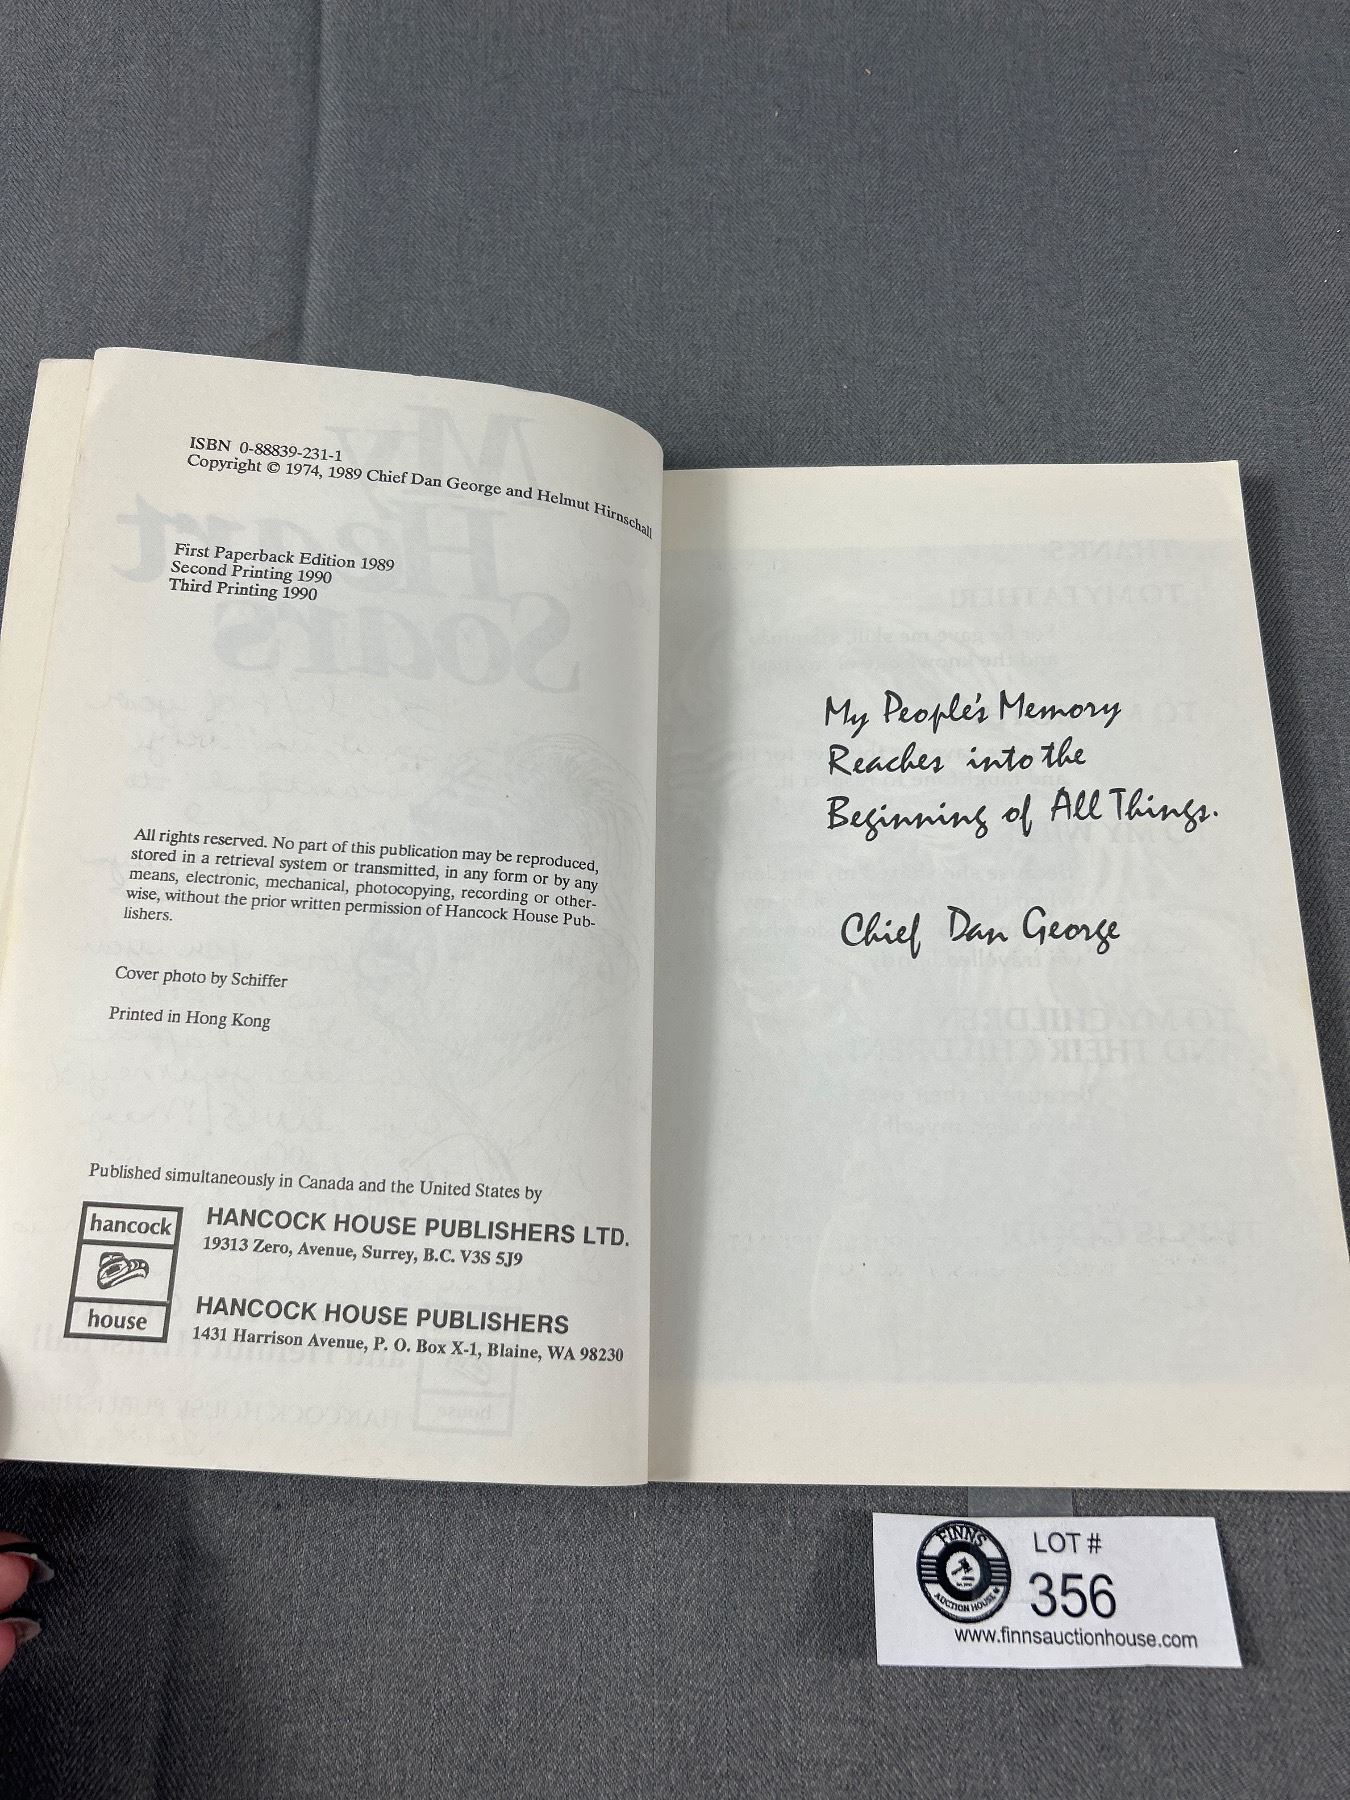 ISBN 0-88839-231-1
Copyright © 1974, 1989 Chief Dan George and Helmut Hirnschall
First Paperback Edition 1989
Second Printing 1990
Third Printing 1990
All rights reserved. No part of this publication may be reproduced,
stored in a retrieval system or transmitted, in any form or by any
means, electronic, mechanical, photocopying, recording or other-
wise, without the prior written permission of Hancock House Pub-
lishers.
Cover photo by Schiffer
Printed in Hong Kong
Published simultaneously in Canada and the United States by
hancock
house
HANCOCK HOUSE PUBLISHERS LTD.
19313 Zero, Avenue, Surrey, B.C. V3S 5J9
HANCOCK HOUSE PUBLISHERS
1431 Harrison Avenue, P. O. Box X-1, Blaine, WA 98230
My People's Memory
Reaches into the
Beginning of All Things.
Chief Dan George
FINNS
AUCTION HOUSE
LOT #
356
www.finnsauctionhouse.com